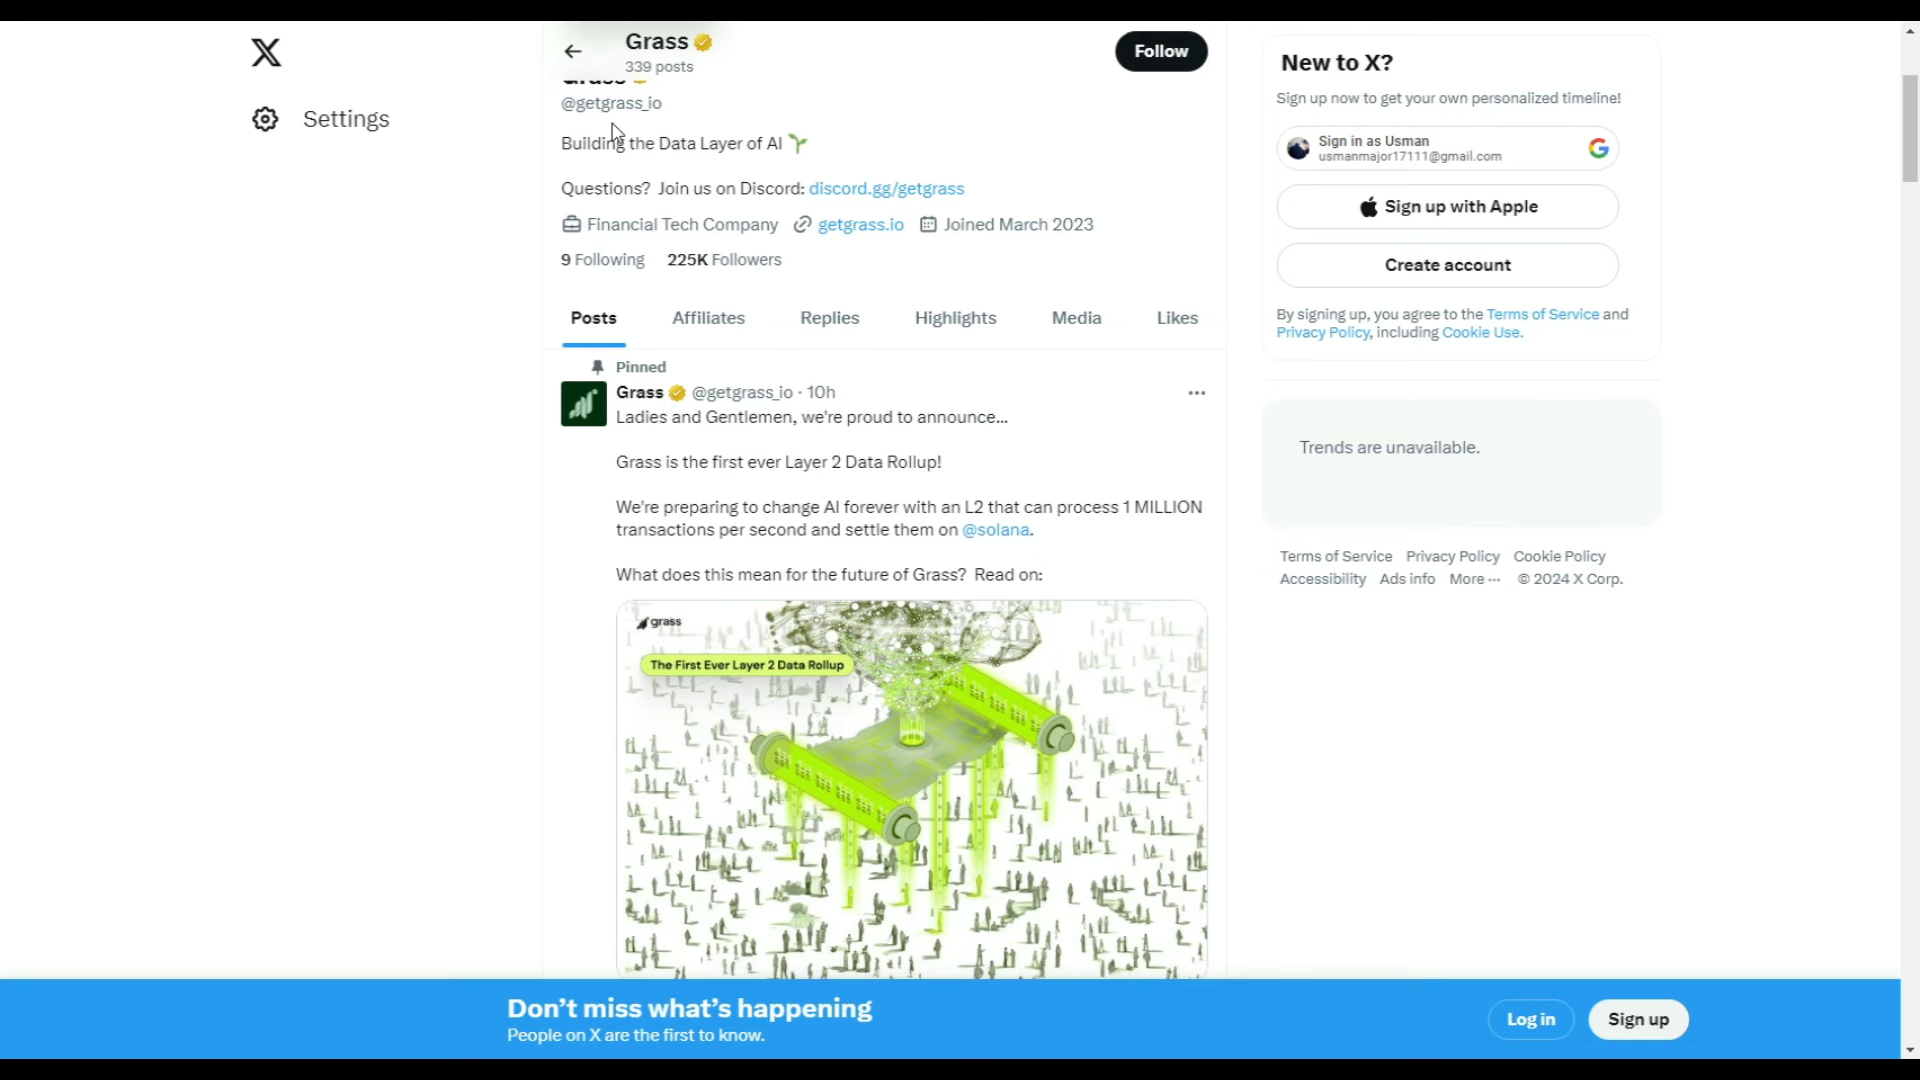 Grass
339 posts
Follow
Settings
Grass
@getgrass_io
Building the Data Layer of AI
Questions? Join us on Discord: discord.gg/getgrass
Financial Tech Company getgrass.io Joined March 2023
9 Following 225K Followers
Posts Affiliates Replies Highlights Media Likes
Pinned
Grass @getgrass_io · 10h
Ladies and Gentlemen, we're proud to announce...
Grass is the first ever Layer 2 Data Rollup!
We're preparing to change AI forever with an L2 that can process 1 MILLION
transactions per second and settle them on @solana.
What does this mean for the future of Grass? Read on:
grass
The First Ever Layer 2 Data Rollup
New to X?
Sign up now to get your own personalized timeline!
Sign in as Usman
usmanmajor17111@gmail.com
Sign up with Apple
Create account
By signing up, you agree to the Terms of Service and
Privacy Policy, including Cookie Use.
Trends are unavailable.
Terms of Service Privacy Policy Cookie Policy
Accessibility Ads info More ··· © 2024 X Corp.
Don’t miss what’s happening
People on X are the first to know.
Log in
Sign up